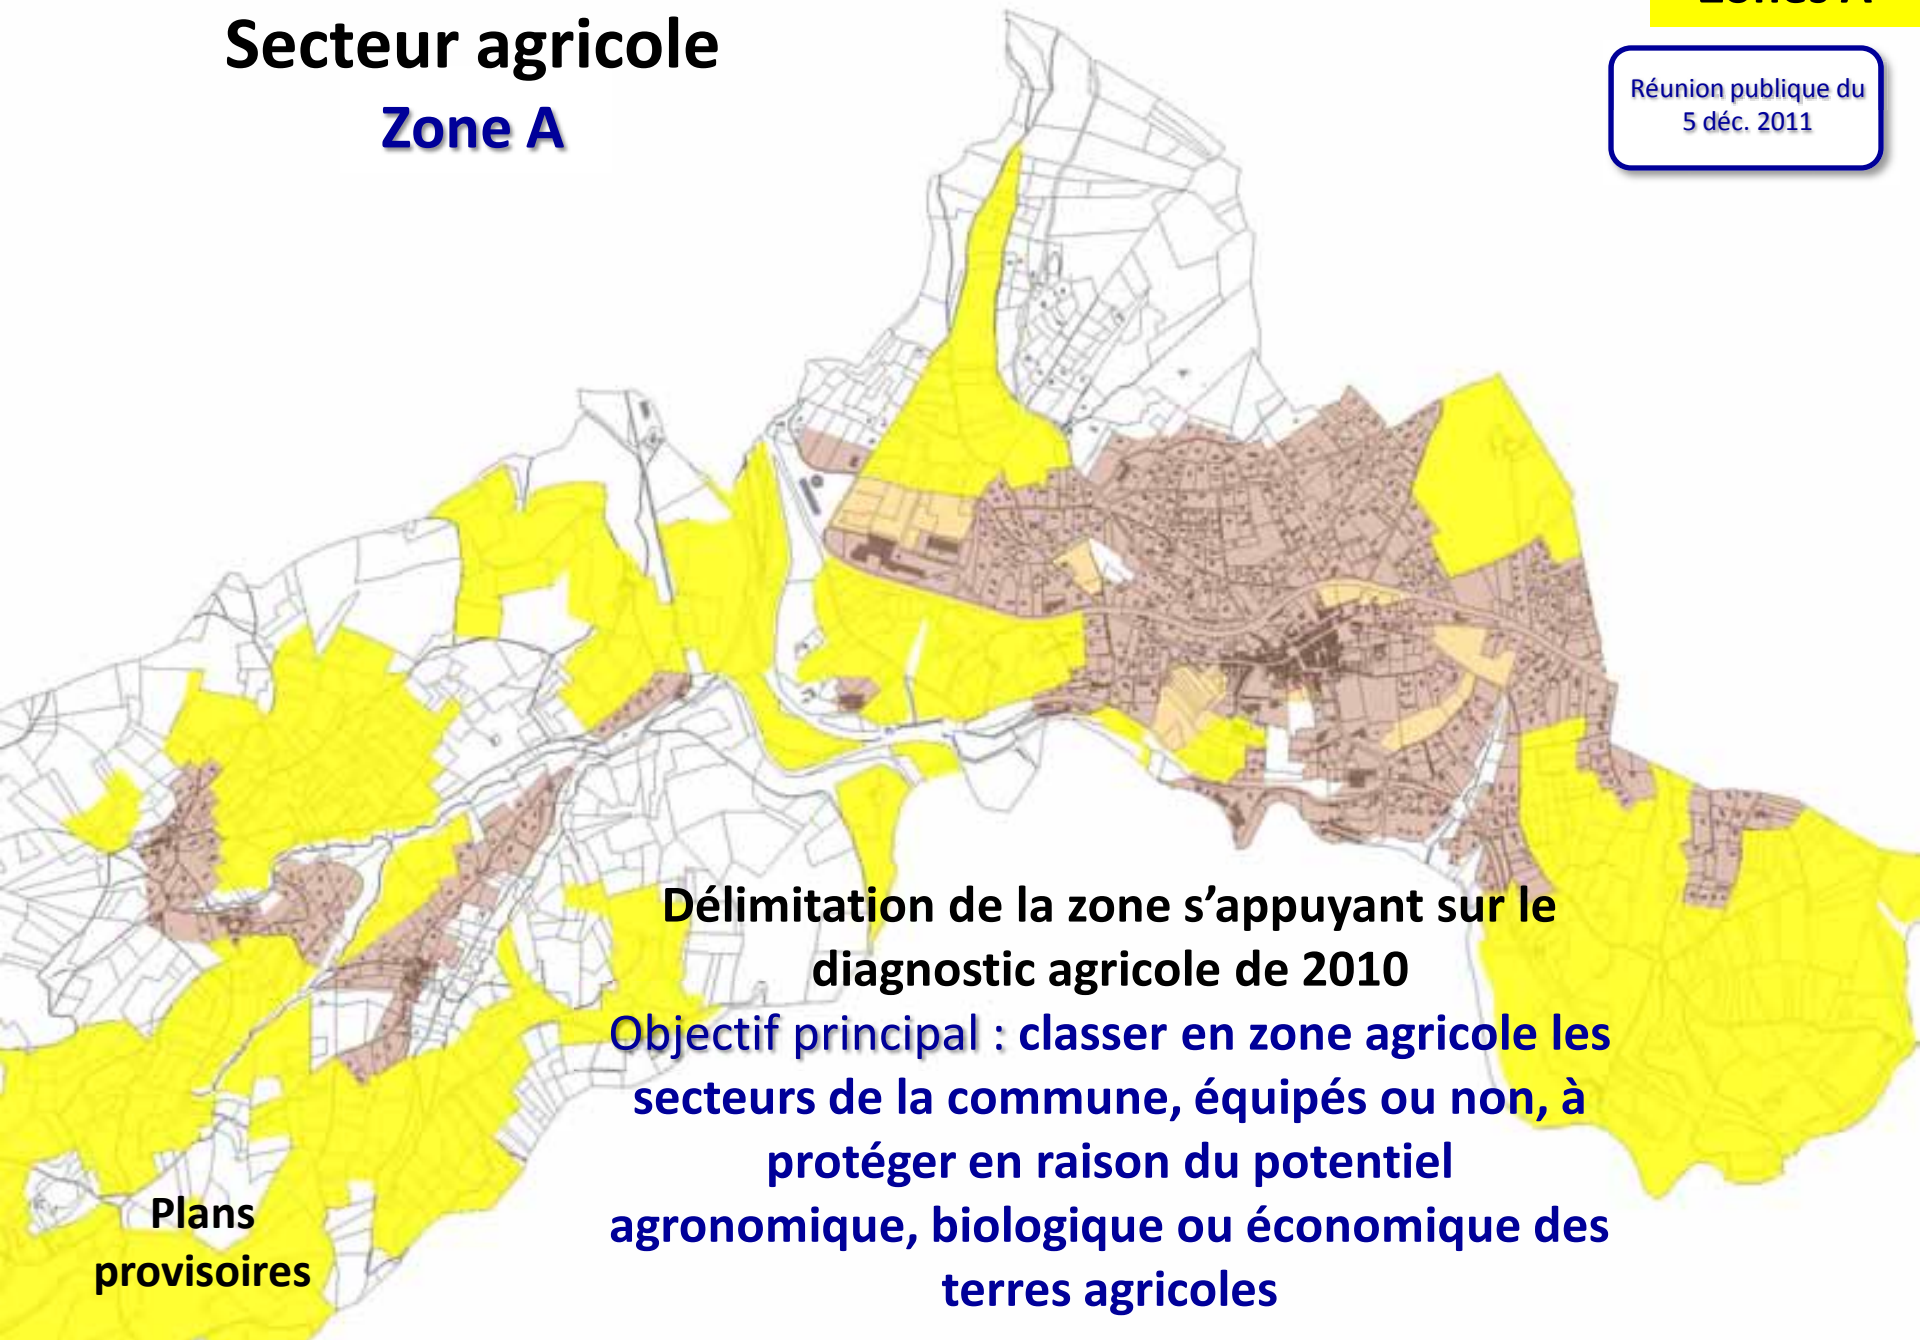 Secteur agricole
Zone A
Zones A
Réunion publique du
5 déc. 2011
Délimitation de la zone s’appuyant sur le
diagnostic agricole de 2010
Objectif principal : classer en zone agricole les
secteurs de la commune, équipés ou non, à
protéger en raison du potentiel
agronomique, biologique ou économique des
terres agricoles
Plans
provisoires